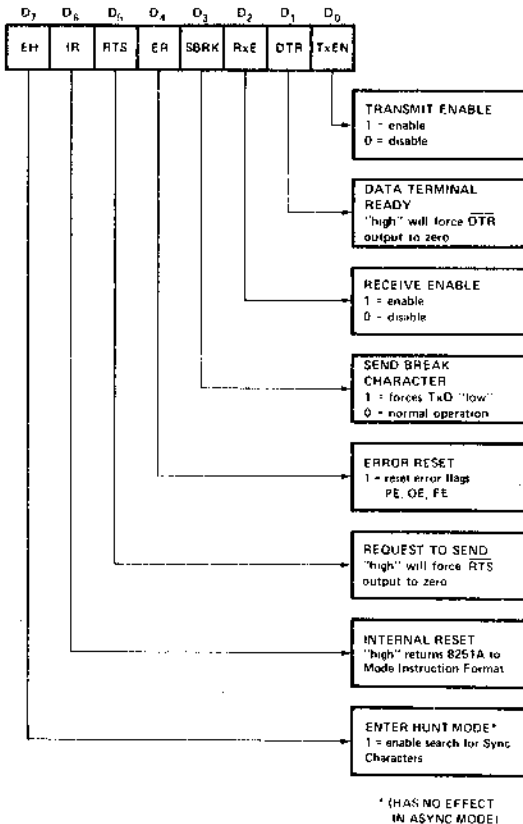 D7 D6 D5 D4 D3 D2 D1 D0
EH IR RTS ER SBRK RxE DTR TxEN
TRANSMIT ENABLE
1 = enable
0 = disable
DATA TERMINAL
READY
"high" will force DTR
output to zero
RECEIVE ENABLE
1 = enable
0 = disable
SEND BREAK
CHARACTER
1 = forces TxD "low"
0 = normal operation
ERROR RESET
1 = reset error flags
PE, OE, FE
REQUEST TO SEND
"high" will force RTS
output to zero
INTERNAL RESET
"high" returns 8251A to
Mode Instruction Format
ENTER HUNT MODE*
1 = enable search for Sync
Characters
* (HAS NO EFFECT
IN ASYNC MODE)